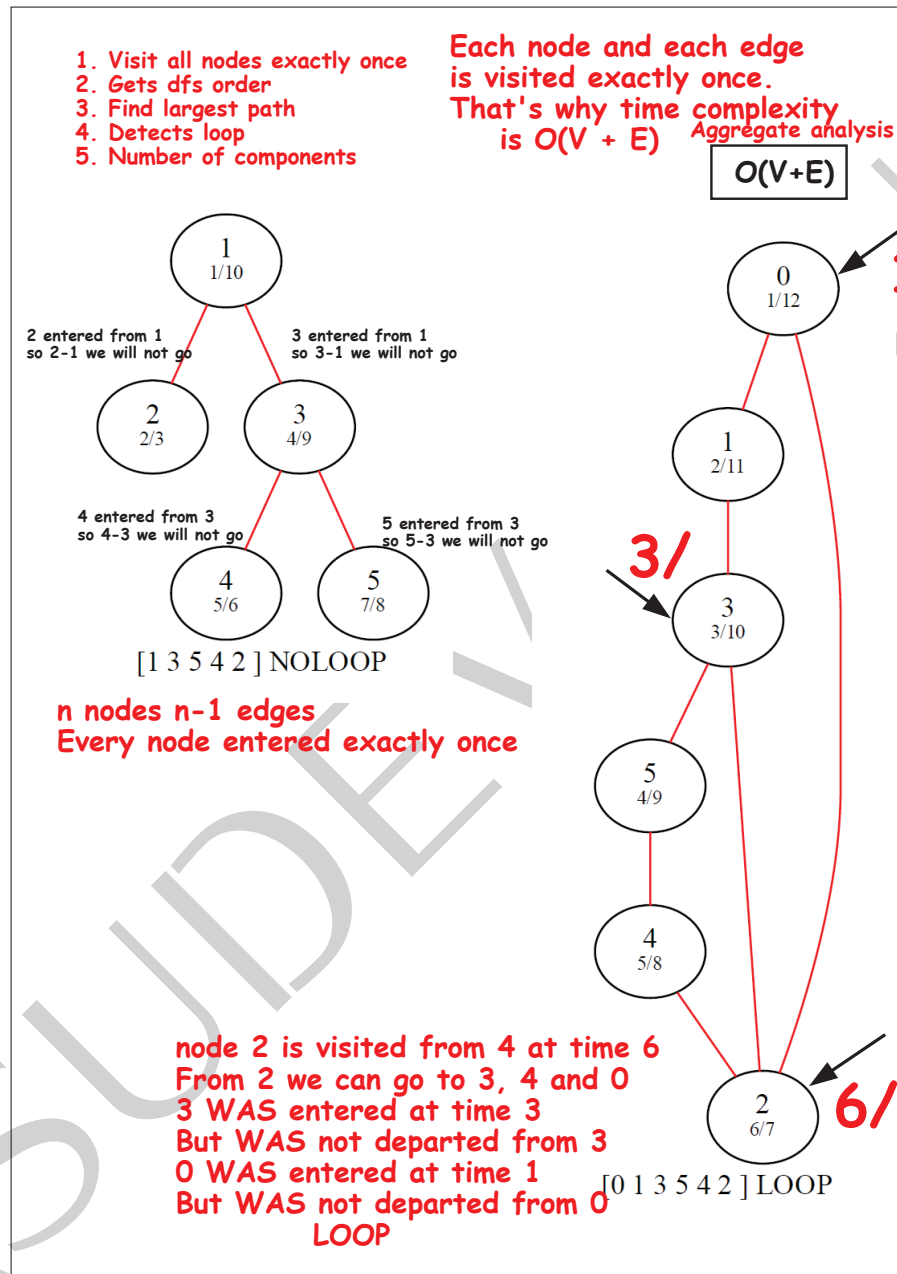 1. Visit all nodes exactly once
2. Gets dfs order
3. Find largest path
4. Detects loop
5. Number of components
Each node and each edge
is visited exactly once.
That's why time complexity
is O(V + E)
Aggregate analysis
O(V+E)
1
1/10
2 entered from 1
so 2-1 we will not go
3 entered from 1
so 3-1 we will not go
2
2/3
3
4/9
4 entered from 3
so 4-3 we will not go
5 entered from 3
so 5-3 we will not go
4
5/6
5
7/8
[1 3 5 4 2 ] NOLOOP
n nodes n-1 edges
Every node entered exactly once
0
1/12
1
2/11
3/
3
3/10
5
4/9
4
5/8
2
6/7
6/
[0 1 3 5 4 2 ] LOOP
node 2 is visited from 4 at time 6
From 2 we can go to 3, 4 and 0
3 WAS entered at time 3
But WAS not departed from 3
0 WAS entered at time 1
But WAS not departed from 0
LOOP
SUDEY